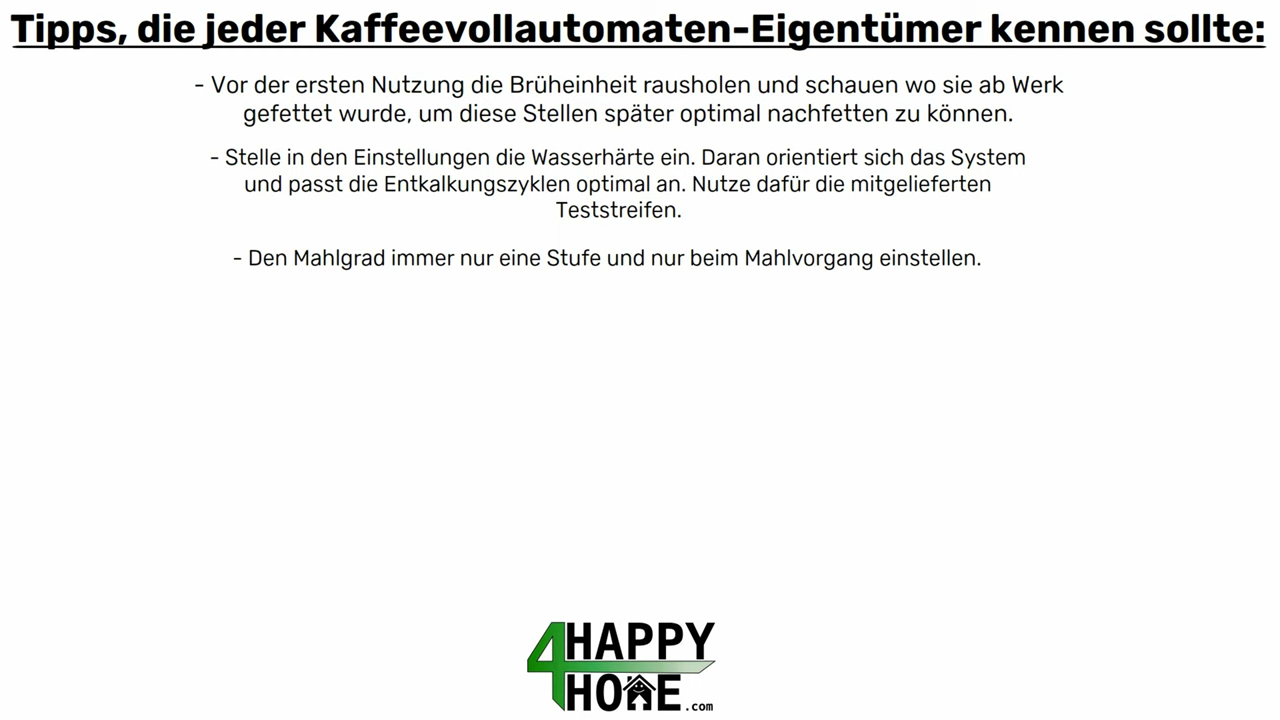 Tipps, die jeder Kaffeevollautomaten-Eigentümer kennen sollte:
- Vor der ersten Nutzung die Brüheinheit rausholen und schauen wo sie ab Werk
gefettet wurde, um diese Stellen später optimal nachfetten zu können.
- Stelle in den Einstellungen die Wasserhärte ein. Daran orientiert sich das System
und passt die Entkalkungszyklen optimal an. Nutze dafür die mitgelieferten
Teststreifen.
- Den Mahlgrad immer nur eine Stufe und nur beim Mahlvorgang einstellen.
4HAPPY
HOME.com